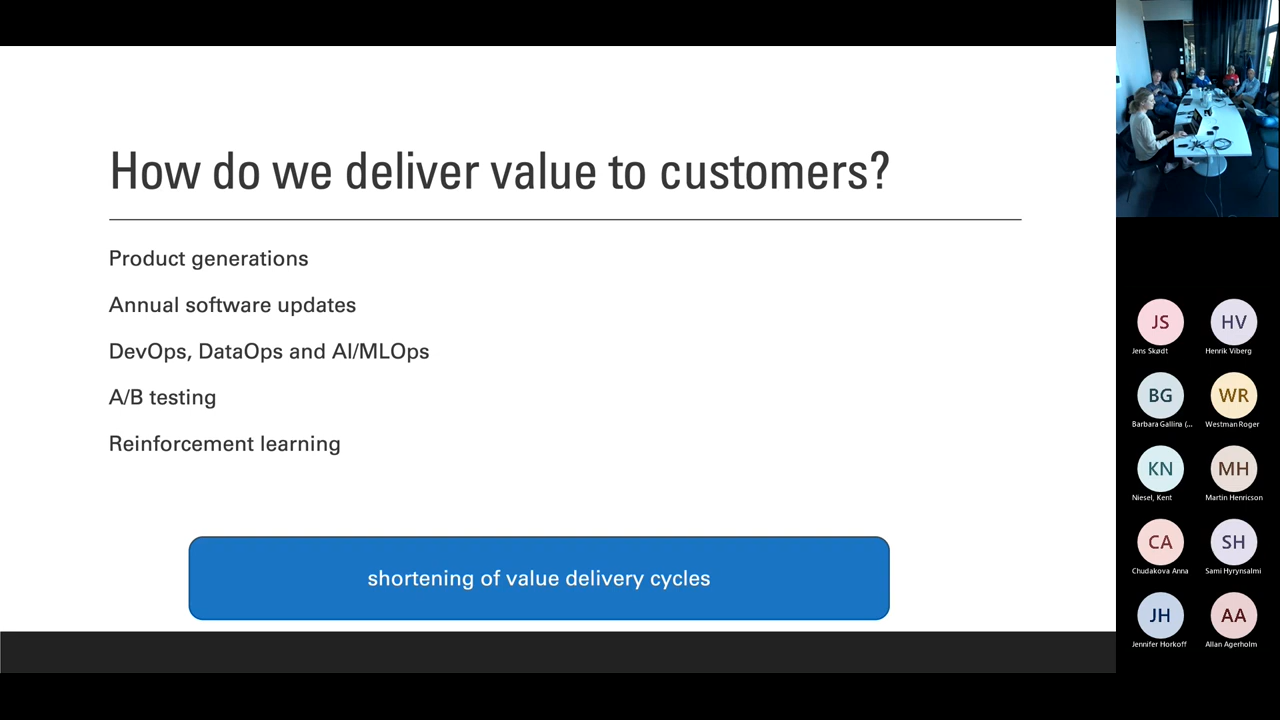 How do we deliver value to customers?
Product generations
Annual software updates
DevOps, DataOps and AI/MLOps
A/B testing
Reinforcement learning
shortening of value delivery cycles
JS
HV
Jens Skødt
Henrik Viberg
BG
WR
Barbara Gallina (...
Westman Roger
KN
MH
Niesel, Kent
Martin Henricson
CA
SH
Chudakova Anna
Sami Hyrynsalmi
JH
AA
Jennifer Horkoff
Allan Agerholm